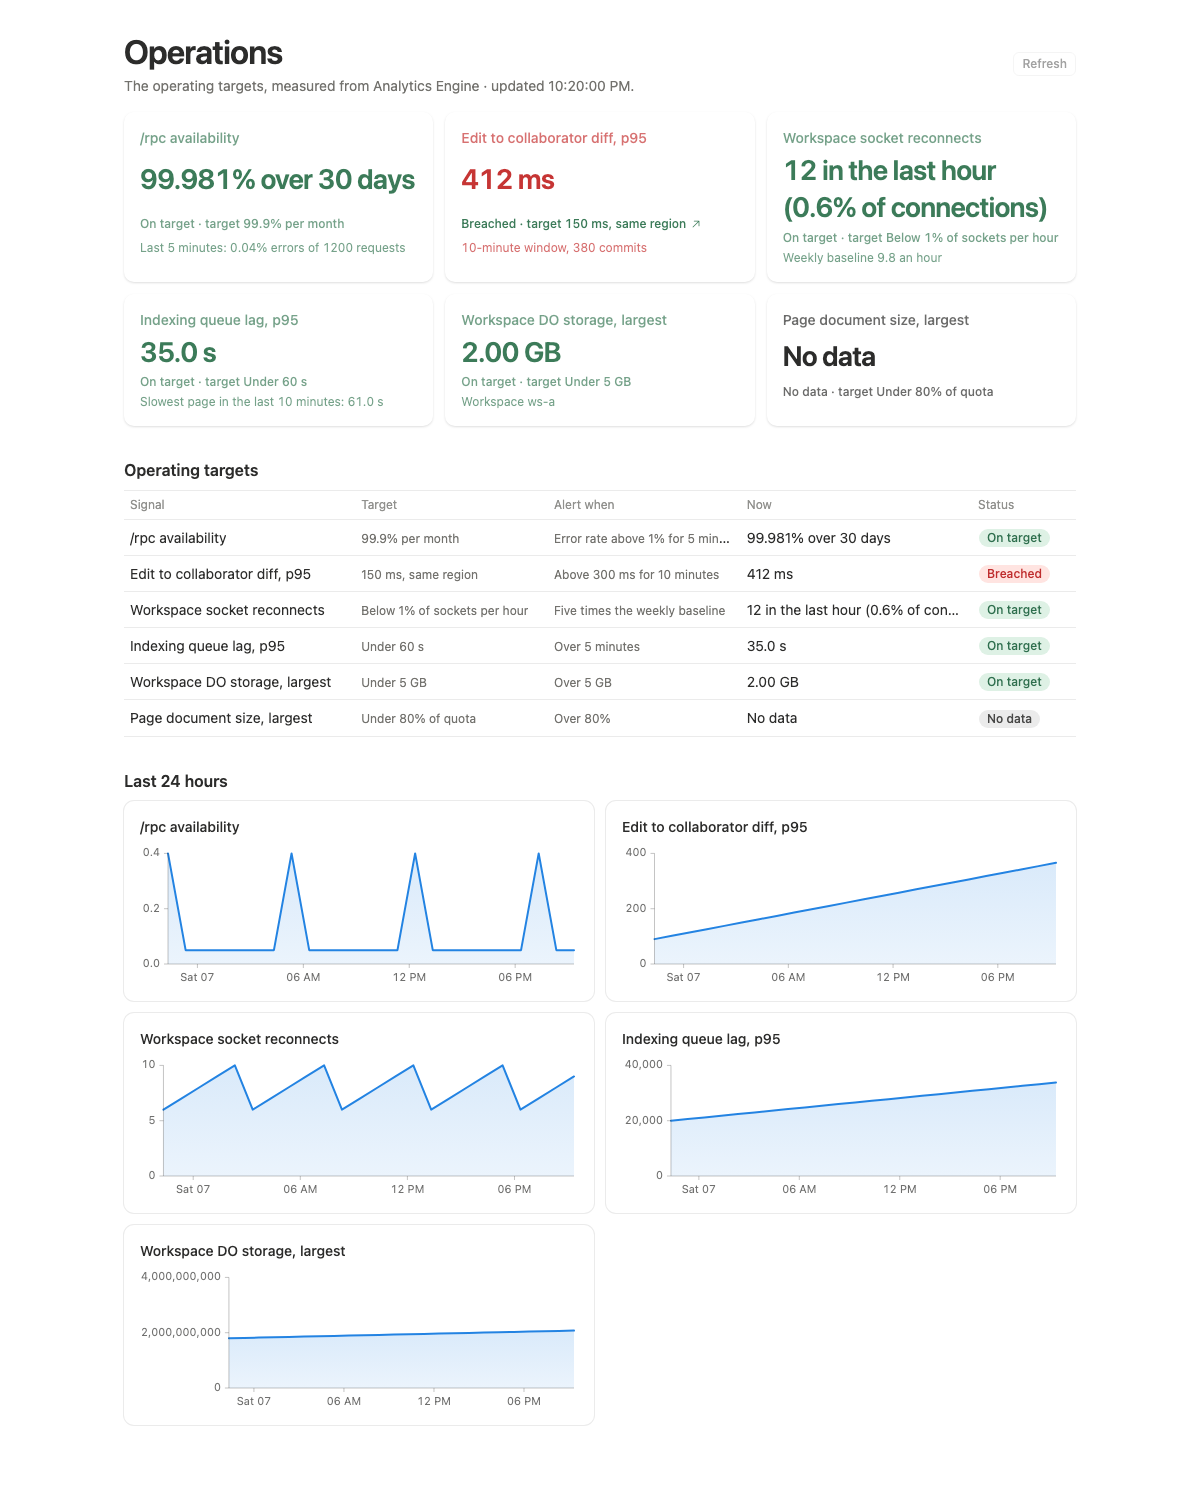 Operations
Refresh
The operating targets, measured from Analytics Engine · updated 10:20:00 PM.
/rpc availability
99.981% over 30 days
On target · target 99.9% per month
Last 5 minutes: 0.04% errors of 1200 requests
Edit to collaborator diff, p95
412 ms
Breached · target 150 ms, same region ↗
10-minute window, 380 commits
Workspace socket reconnects
12 in the last hour
(0.6% of connections)
On target · target Below 1% of sockets per hour
Weekly baseline 9.8 an hour
Indexing queue lag, p95
35.0 s
On target · target Under 60 s
Slowest page in the last 10 minutes: 61.0 s
Workspace DO storage, largest
2.00 GB
On target · target Under 5 GB
Workspace ws-a
Page document size, largest
No data
No data · target Under 80% of quota
Operating targets
Signal Target Alert when Now Status
/rpc availability 99.9% per month Error rate above 1% for 5 min... 99.981% over 30 days On target
Edit to collaborator diff, p95 150 ms, same region Above 300 ms for 10 minutes 412 ms Breached
Workspace socket reconnects Below 1% of sockets per hour Five times the weekly baseline 12 in the last hour (0.6% of con... On target
Indexing queue lag, p95 Under 60 s Over 5 minutes 35.0 s On target
Workspace DO storage, largest Under 5 GB Over 5 GB 2.00 GB On target
Page document size, largest Under 80% of quota Over 80% No data No data
Last 24 hours
/rpc availability
0.4
0.2
0.0
Sat 07 06 AM 12 PM 06 PM
Edit to collaborator diff, p95
400
200
0
Sat 07 06 AM 12 PM 06 PM
Workspace socket reconnects
10
5
0
Sat 07 06 AM 12 PM 06 PM
Indexing queue lag, p95
40,000
20,000
0
Sat 07 06 AM 12 PM 06 PM
Workspace DO storage, largest
4,000,000,000
2,000,000,000
0
Sat 07 06 AM 12 PM 06 PM